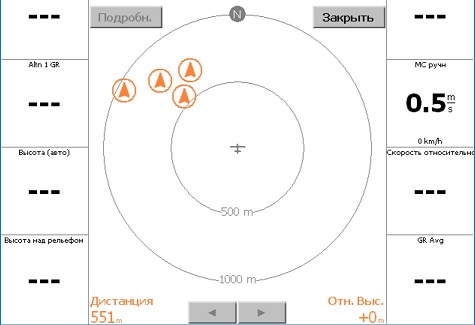 ---
Подробн.
N
Закрыть
---
Altn 1 GR
---
MC ручн
0.5 m/s
0 km/h
Высота (авто)
---
Скорость относительно
---
500 m
Высота над рельефом
---
GR Avg
---
1000 m
Дистанция
551m
Отн. Выс.
+0m